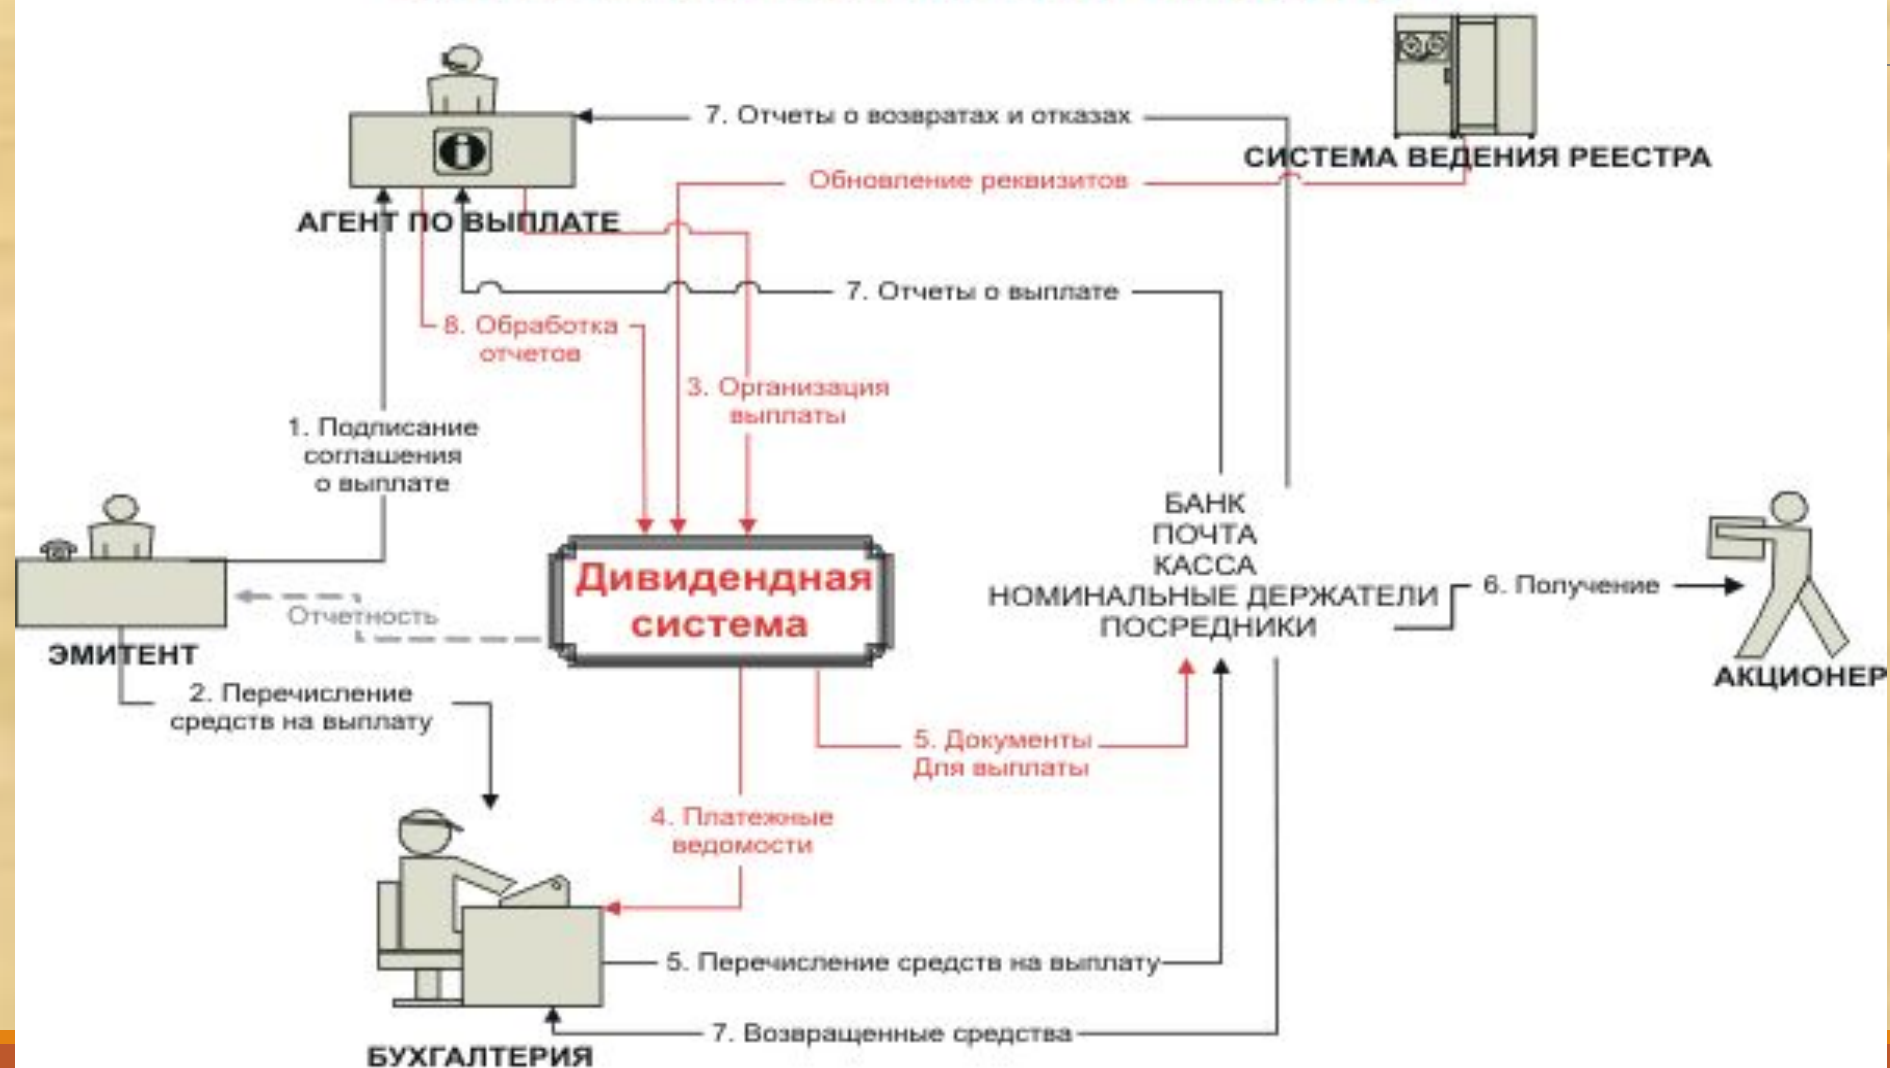 7. Отчеты о возвратах и отказах
СИСТЕМА ВЕДЕНИЯ РЕЕСТРА
Обновление реквизитов
АГЕНТ ПО ВЫПЛАТЕ
7. Отчеты о выплате
8. Обработка
отчетов
3. Организация
выплаты
1. Подписание
соглашения
о выплате
БАНК
ПОЧТА
КАССА
НОМИНАЛЬНЫЕ ДЕРЖАТЕЛИ
ПОСРЕДНИКИ
6. Получение
Дивидендная
система
Отчетность
ЭМИТЕНТ
АКЦИОНЕР
2. Перечисление
средств на выплату
5. Документы
Для выплаты
4. Платежные
ведомости
5. Перечисление средств на выплату
7. Возвращенные средства
БУХГАЛТЕРИЯ